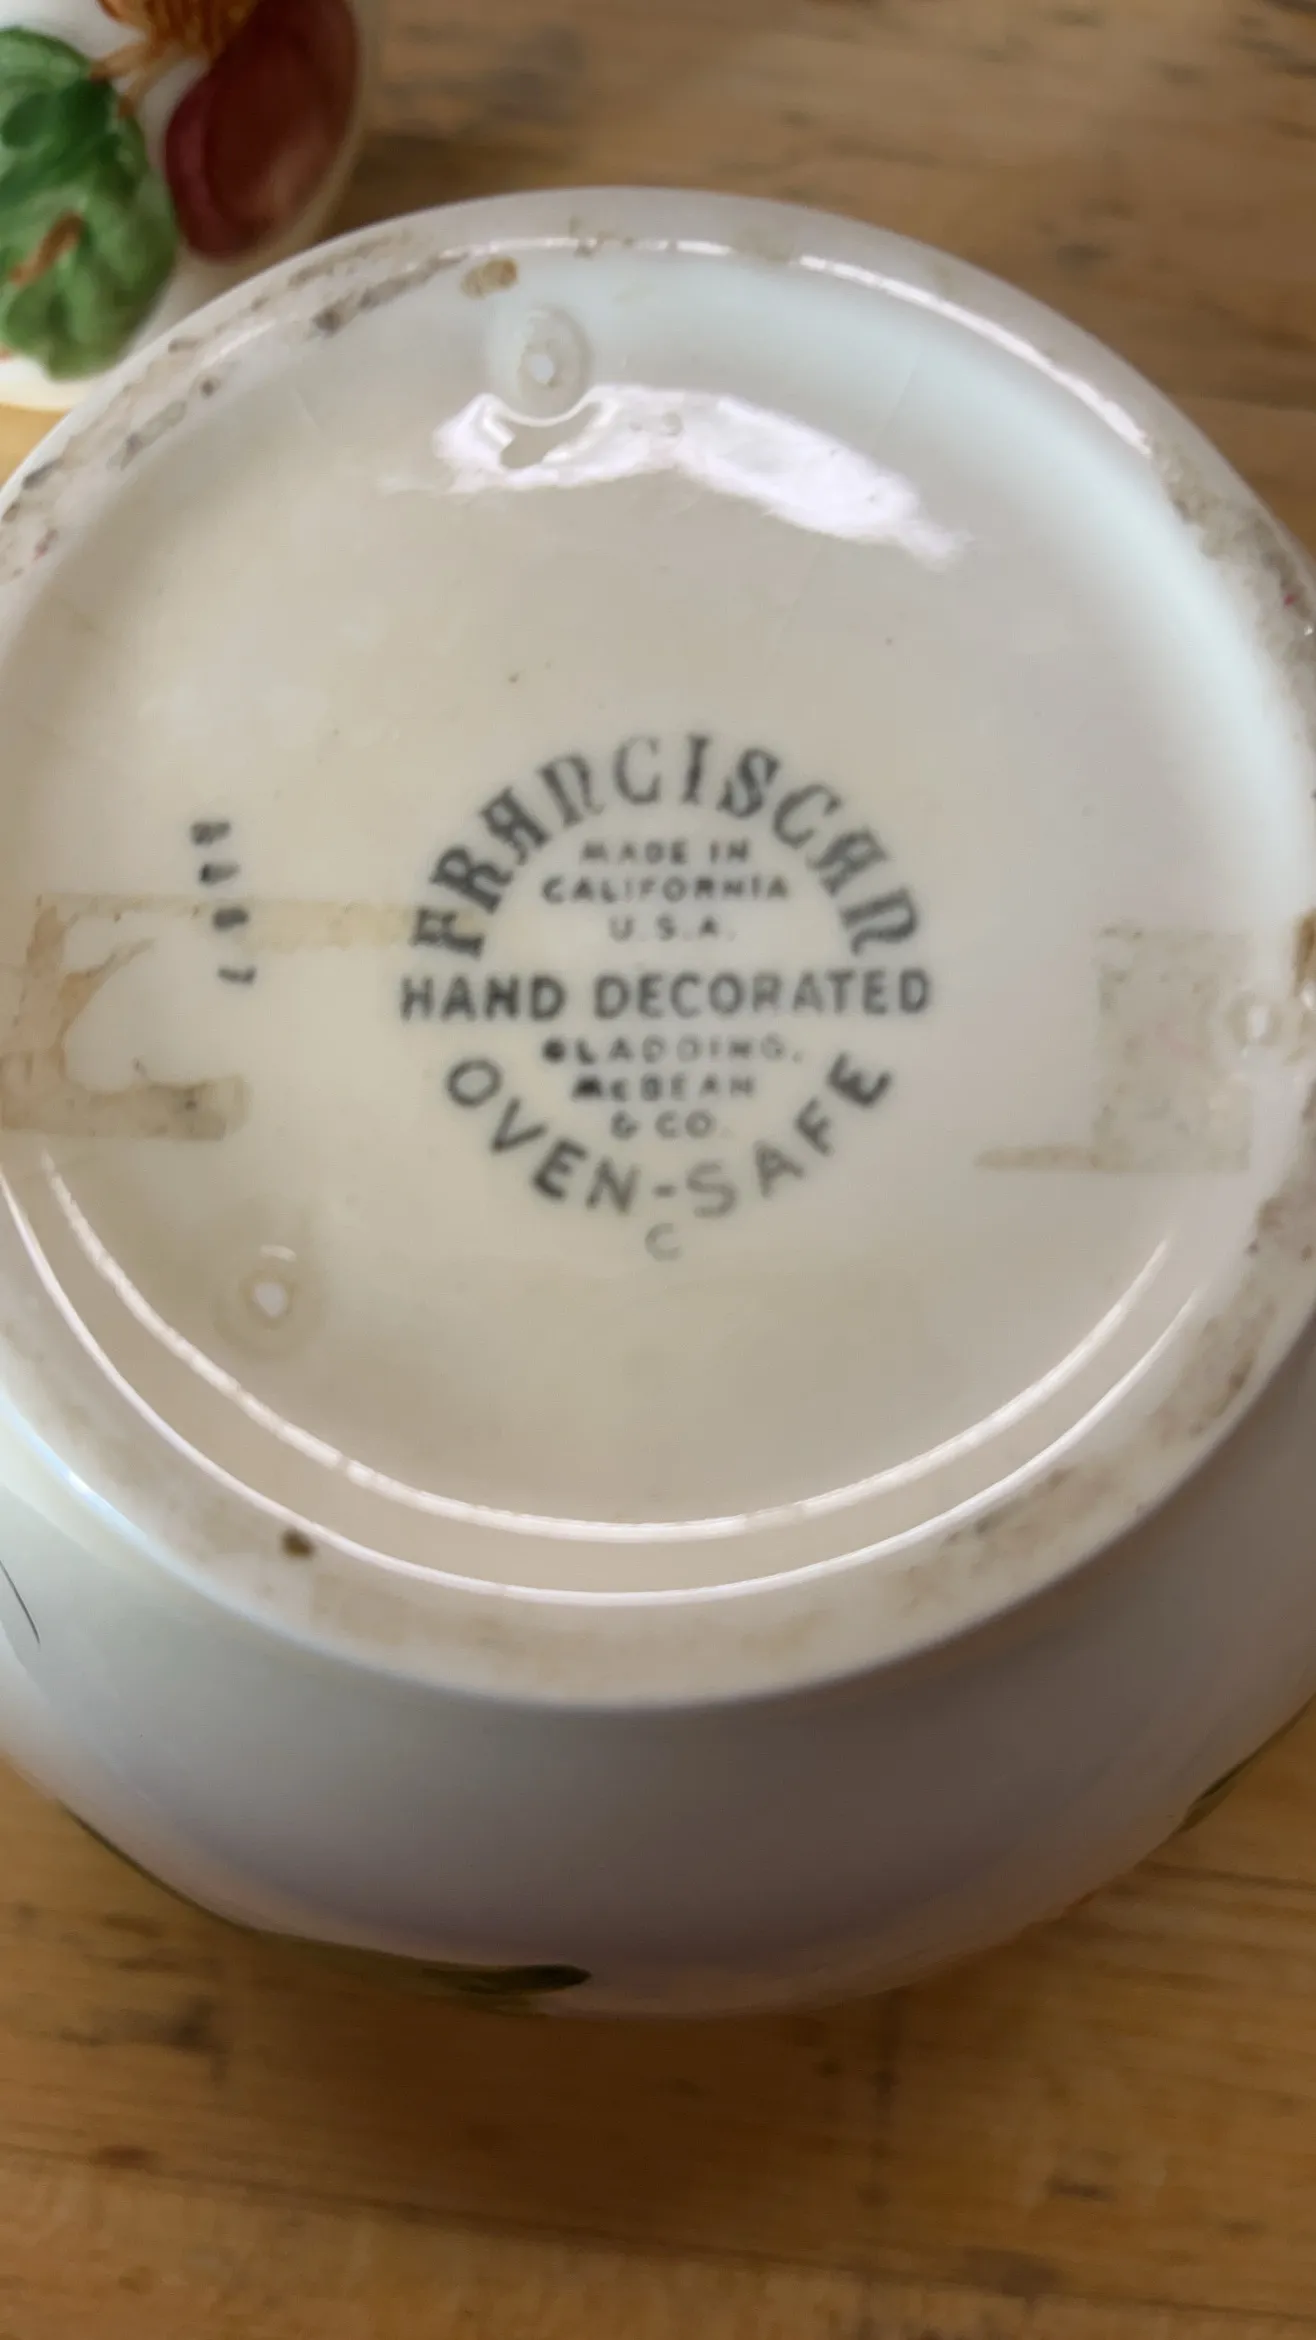 FRANCISCAN
MADE IN
CALIFORNIA
U.S.A.
HAND DECORATED
GLADDING,
McBEAN
& CO.
OVEN-SAFE
C